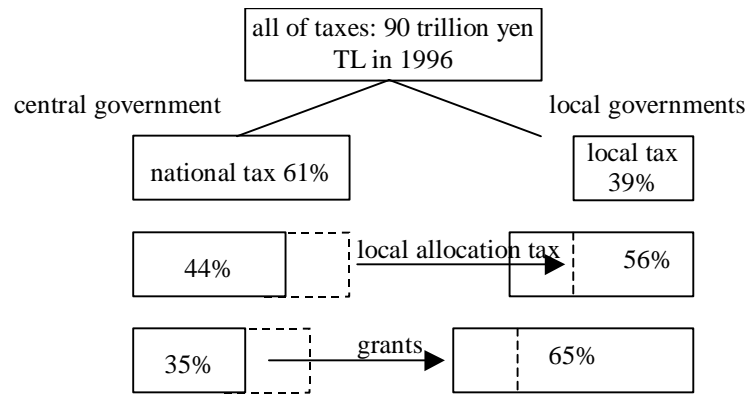 all of taxes: 90 trillion yen
TL in 1996
central government
local governments
national tax 61%
local tax
39%
44%
local allocation tax
56%
35%
grants
65%